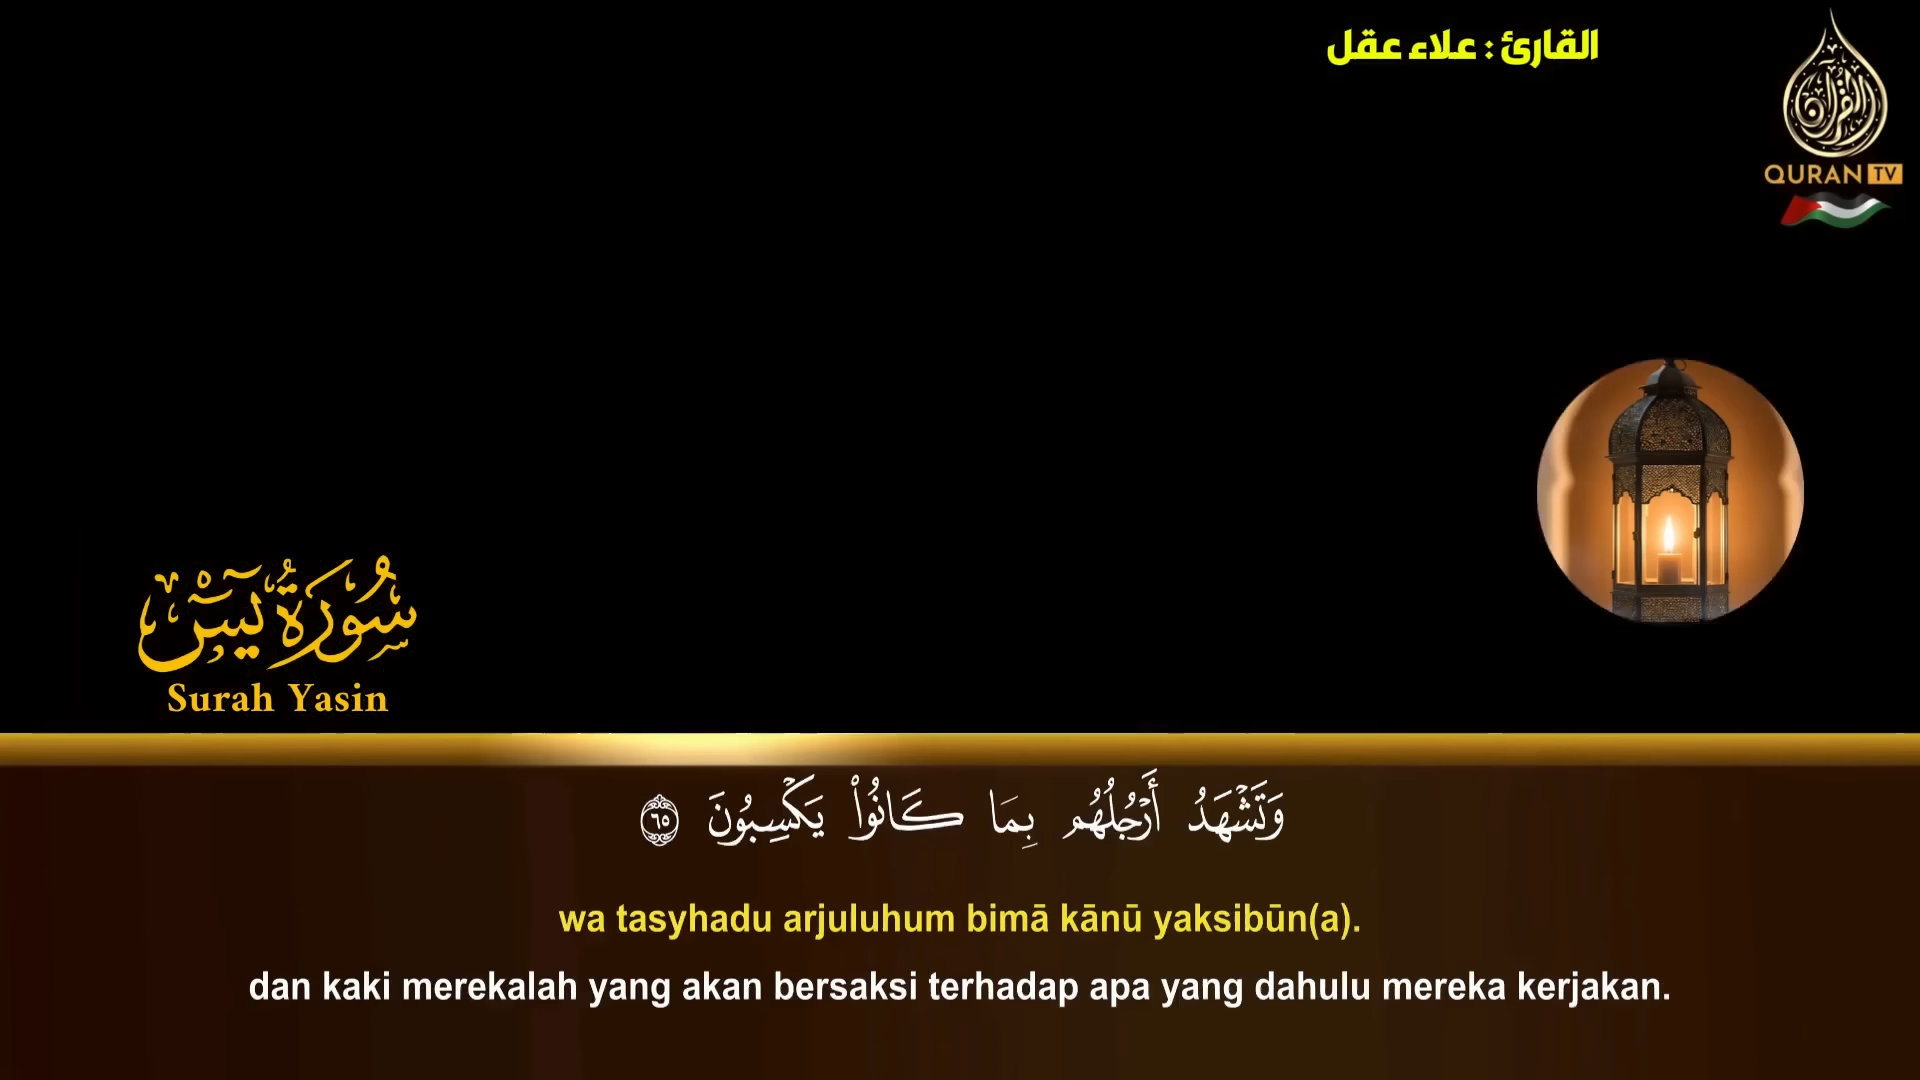 القارئ : علاء عقل
القرآن
QURAN TV
سُورَةُ يسٓ
Surah Yasin
وَتَشْهَدُ أَرْجُلُهُم بِمَا كَانُوا۟ يَكْسِبُونَ ٦٥
wa tasyhadu arjuluhum bimā kānū yaksibūn(a).
dan kaki merekalah yang akan bersaksi terhadap apa yang dahulu mereka kerjakan.